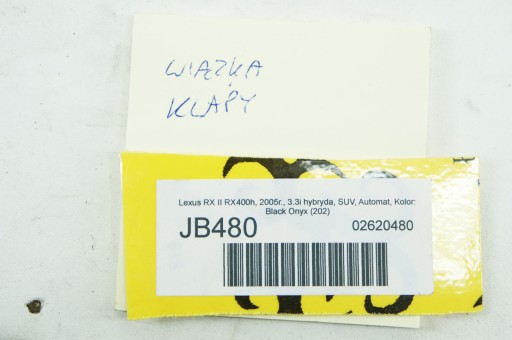 WIĄZKA
KLAPY
Lexus RX II RX400h, 2005r., 3.3i hybryda, SUV, Automat, Kolor:
Black Onyx (202)
JB480 02620480